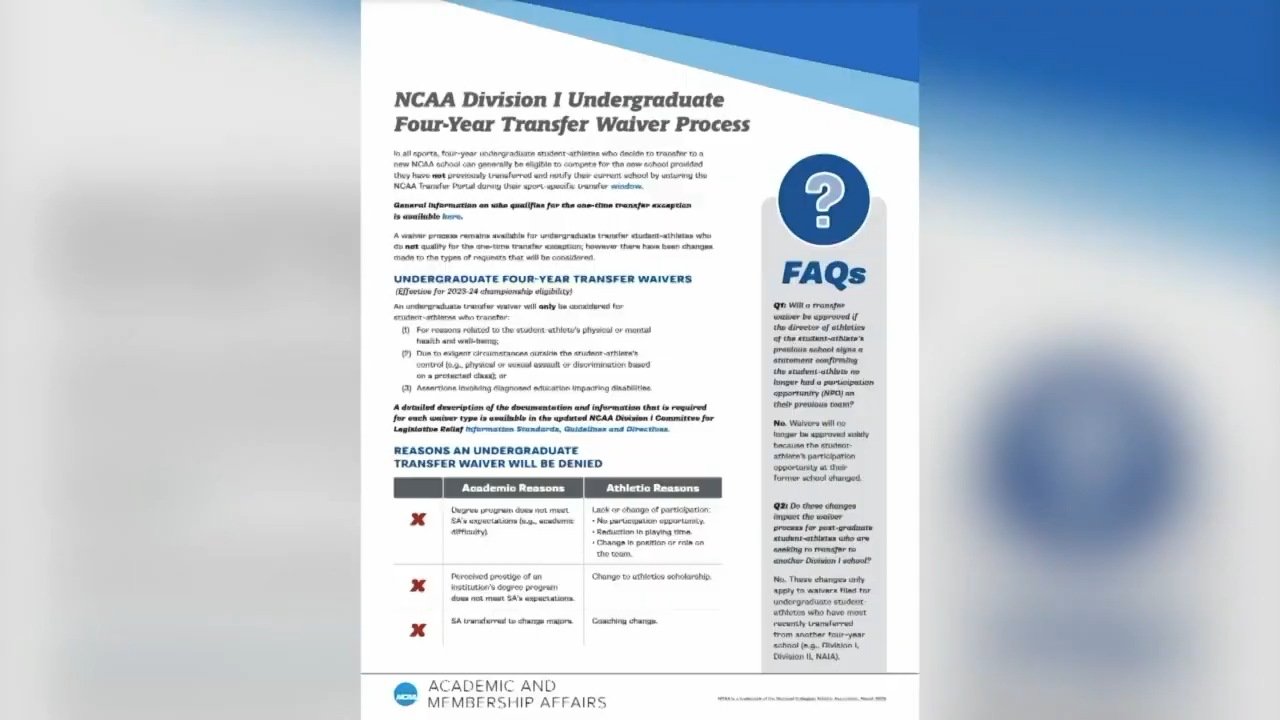 NCAA Division I Undergraduate
Four-Year Transfer Waiver Process
In all sports, four-year undergraduate student-athletes who decide to transfer to a
new NCAA school can generally be eligible to compete for the new school provided
they have not previously transferred and notify their current school by entering the
NCAA Transfer Portal during their sport-specific transfer window.
General information on who qualifies for the one-time transfer exception
is available here.
A waiver process remains available for undergraduate transfer student-athletes who
do not qualify for the one-time transfer exception; however there have been changes
made to the types of requests that will be considered.
UNDERGRADUATE FOUR-YEAR TRANSFER WAIVERS
(Effective for 2023-24 championship eligibility)
An undergraduate transfer waiver will only be considered for
student-athletes who transfer:
(1) For reasons related to the student-athlete's physical or mental
health and well-being;
(2) Due to exigent circumstances outside the student-athlete's
control (e.g., physical or sexual assault or discrimination based
on a protected class); or
(3) Assertions involving diagnosed education impacting disabilities.
A detailed description of the documentation and information that is required
for each waiver type is available in the updated NCAA Division I Committee for
Legislative Relief Information Standards, Guidelines and Directives.
REASONS AN UNDERGRADUATE
TRANSFER WAIVER WILL BE DENIED
Academic Reasons Athletic Reasons
Degree program does not meet
SA's expectations (e.g., academic
difficulty).
Lack or change of participation:
• No participation opportunity.
• Reduction in playing time.
• Change in position or role on
the team.
Perceived prestige of an
institution's degree program
does not meet SA's expectations.
Change to athletics scholarship.
SA transferred to change majors.
Coaching change.
?
FAQs
Q1: Will a transfer
waiver be approved if
the director of athletics
of the student-athlete's
previous school signs a
statement confirming
the student-athlete no
longer had a participation
opportunity (NPO) on
their previous team?
No. Waivers will no
longer be approved solely
because the student-
athlete's participation
opportunity at their
former school changed.
Q2: Do these changes
impact the waiver
process for post-graduate
student-athletes who are
seeking to transfer to
another Division I school?
No. These changes only
apply to waivers filed for
undergraduate student-
athletes who have most
recently transferred
from another four-year
school (e.g., Division I,
Division II, NAIA).
NCAA
ACADEMIC AND
MEMBERSHIP AFFAIRS
NCAA is a trademark of the National Collegiate Athletic Association.